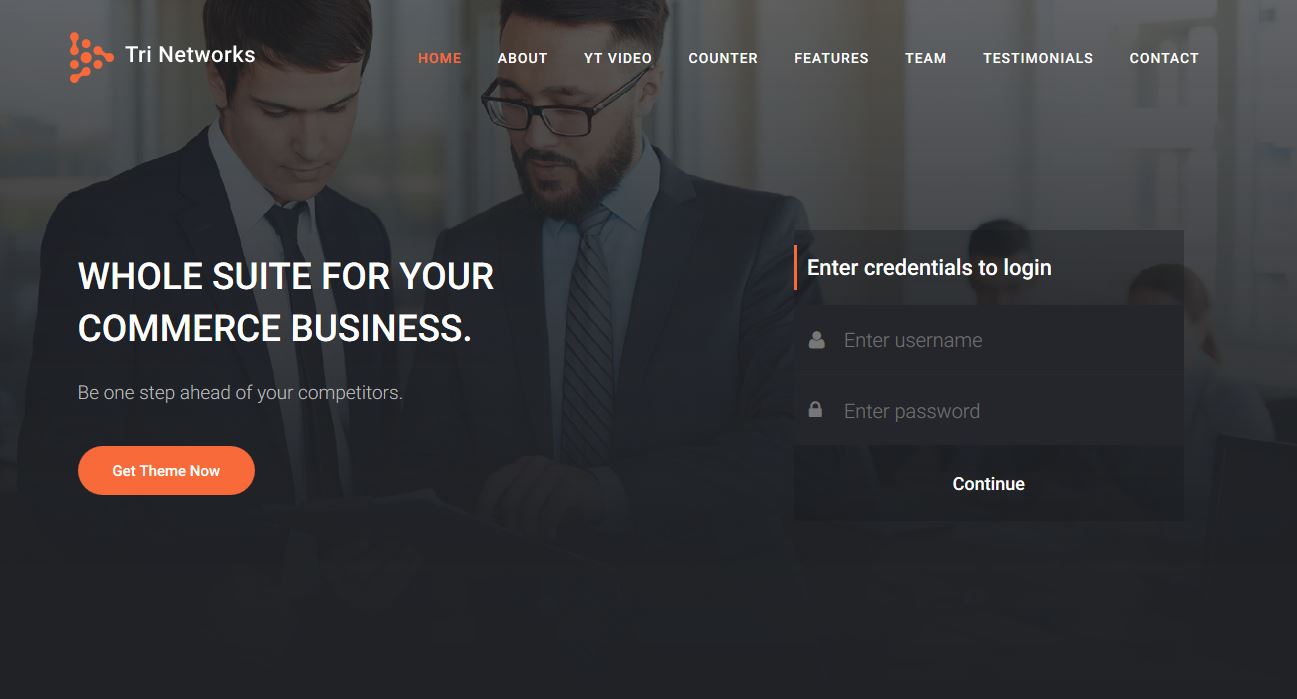 Tri Networks
HOME ABOUT YT VIDEO COUNTER FEATURES TEAM TESTIMONIALS CONTACT
WHOLE SUITE FOR YOUR
COMMERCE BUSINESS.
Be one step ahead of your competitors.
Get Theme Now
Enter credentials to login
Enter username
Enter password
Continue